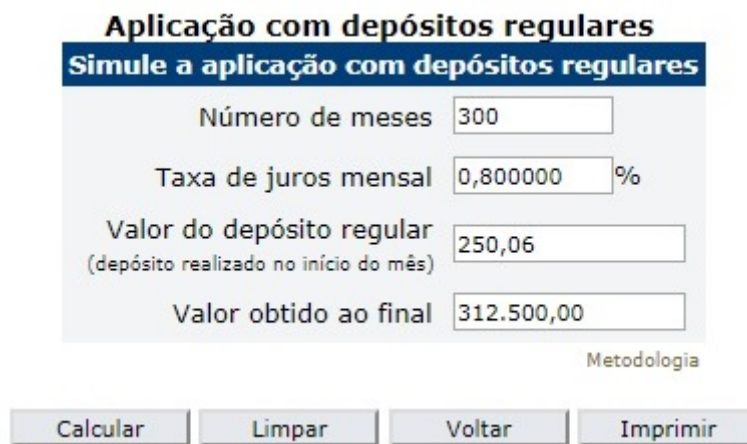 Aplicação com depósitos regulares
Simule a aplicação com depósitos regulares
Número de meses 300
Taxa de juros mensal 0,800000 %
Valor do depósito regular
(depósito realizado no início do mês) 250,06
Valor obtido ao final 312.500,00
Metodologia
Calcular Limpar Voltar Imprimir